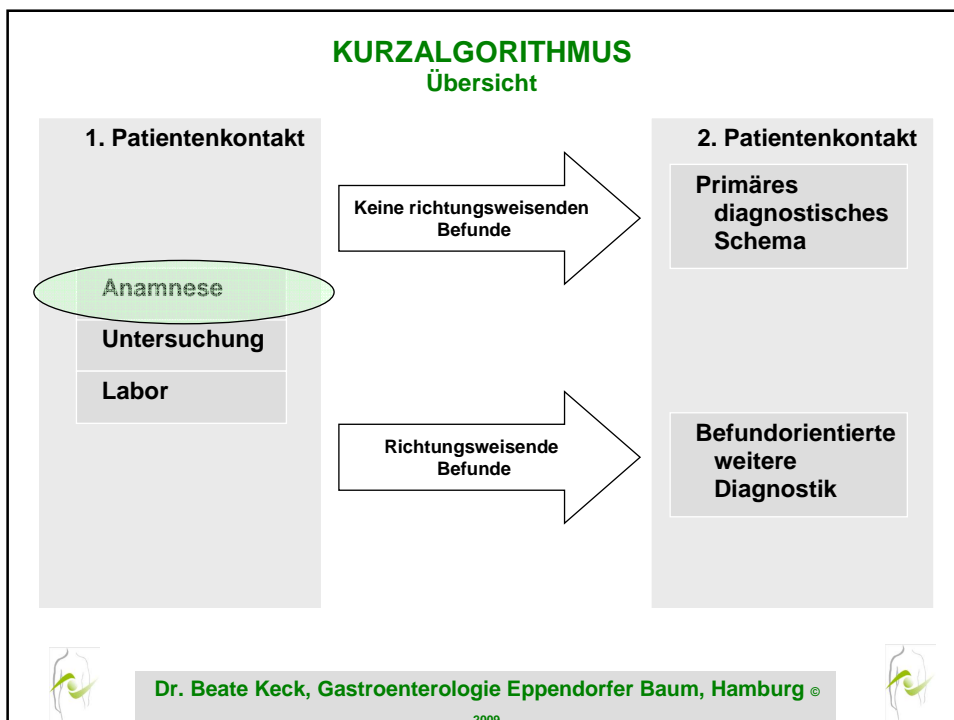 KURZALGORITHMUS
Übersicht
1. Patientenkontakt
Anamnese
Untersuchung
Labor
Keine richtungsweisenden
Befunde
Richtungsweisende
Befunde
2. Patientenkontakt
Primäres
diagnostisches
Schema
Befundorientierte
weitere
Diagnostik
Dr. Beate Keck, Gastroenterologie Eppendorfer Baum, Hamburg ©
2009